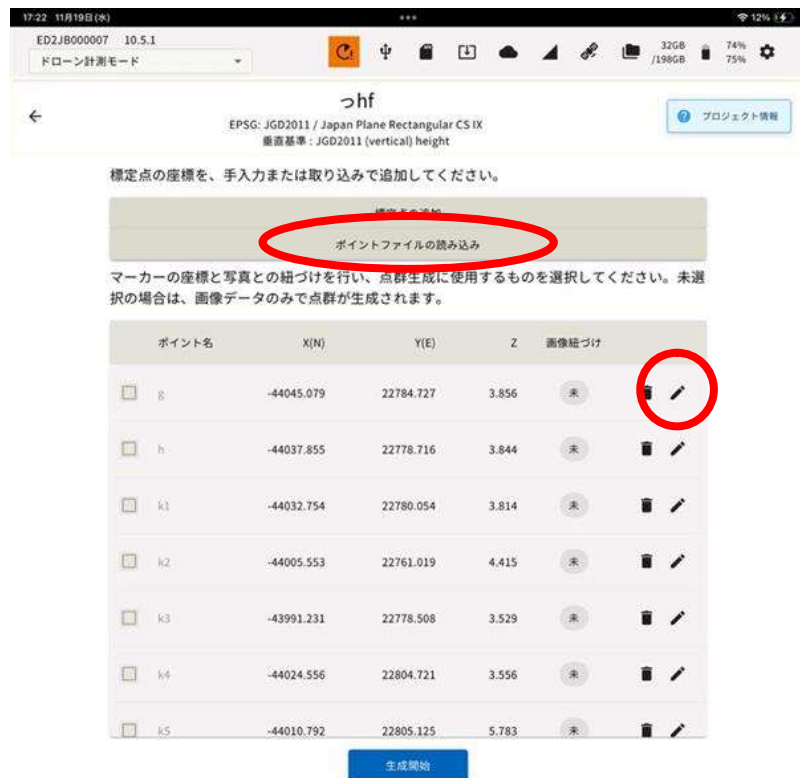 17:22 11月19日(水)
12%
ED2JB000007 10.5.1
ドローン計測モード
32GB
/198GB
74%
75%
っhf
EPSG: JGD2011 / Japan Plane Rectangular CS IX
垂直基準 : JGD2011 (vertical) height
プロジェクト情報
標定点の座標を、手入力または取り込みで追加してください。
標定点の追加
ポイントファイルの読み込み
マーカーの座標と写真との紐づけを行い、点群生成に使用するものを選択してください。未選
択の場合は、画像データのみで点群が生成されます。
ポイント名 X(N) Y(E) Z 画像紐づけ
g -44045.079 22784.727 3.856 未
h -44037.855 22778.716 3.844 未
k1 -44032.754 22780.054 3.814 未
k2 -44005.553 22761.019 4.415 未
k3 -43991.231 22778.508 3.529 未
k4 -44024.556 22804.721 3.556 未
k5 -44010.792 22805.125 5.783 未
生成開始